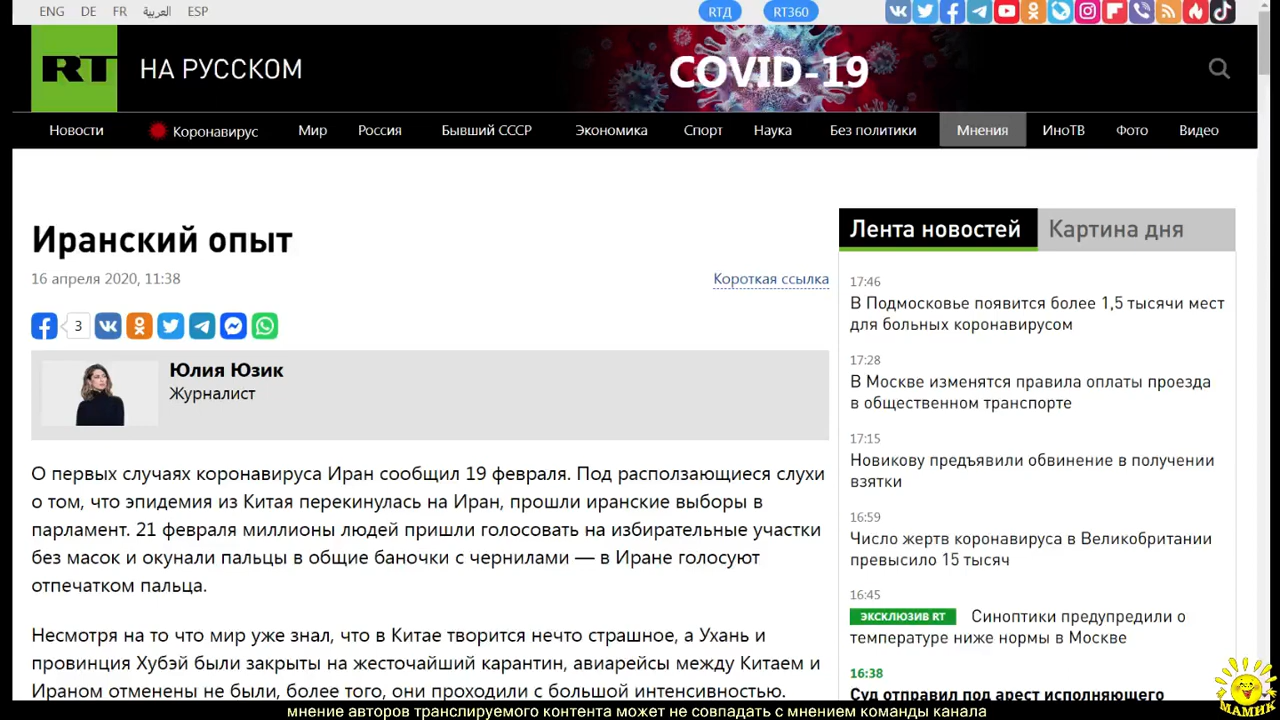 ENG DE FR العربية ESP
RTД RT360
RT НА РУССКОМ
COVID-19
Новости Коронавирус Мир Россия Бывший СССР Экономика Спорт Наука Без политики Мнения ИноТВ Фото Видео
Иранский опыт
16 апреля 2020, 11:38
Короткая ссылка
3
Юлия Юзик
Журналист
О первых случаях коронавируса Иран сообщил 19 февраля. Под расползающиеся слухи
о том, что эпидемия из Китая перекинулась на Иран, прошли иранские выборы в
парламент. 21 февраля миллионы людей пришли голосовать на избирательные участки
без масок и окунали пальцы в общие баночки с чернилами — в Иране голосуют
отпечатком пальца.
Несмотря на то что мир уже знал, что в Китае творится нечто страшное, а Ухань и
провинция Хубэй были закрыты на жесточайший карантин, авиарейсы между Китаем и
Ираном отменены не были, более того, они проходили с большой интенсивностью.
Лента новостей Картина дня
17:46
В Подмосковье появится более 1,5 тысячи мест
для больных коронавирусом
17:28
В Москве изменятся правила оплаты проезда
в общественном транспорте
17:15
Новикову предъявили обвинение в получении
взятки
16:59
Число жертв коронавируса в Великобритании
превысило 15 тысяч
16:45
ЭКСКЛЮЗИВ RT Синоптики предупредили о
температуре ниже нормы в Москве
16:38
Суд отправил под арест исполняющего
МАМИК
мнение авторов транслируемого контента может не совпадать с мнением команды канала